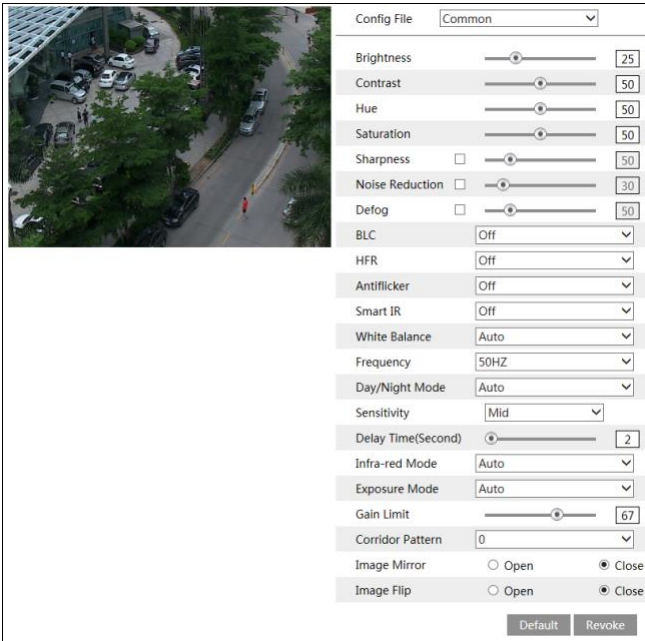 Config File Common
Brightness 25
Contrast 50
Hue 50
Saturation 50
Sharpness 50
Noise Reduction 30
Defog 50
BLC Off
HFR Off
Antiflicker Off
Smart IR Off
White Balance Auto
Frequency 50HZ
Day/Night Mode Auto
Sensitivity Mid
Delay Time(Second) 2
Infra-red Mode Auto
Exposure Mode Auto
Gain Limit 67
Corridor Pattern 0
Image Mirror Open Close
Image Flip Open Close
Default Revoke